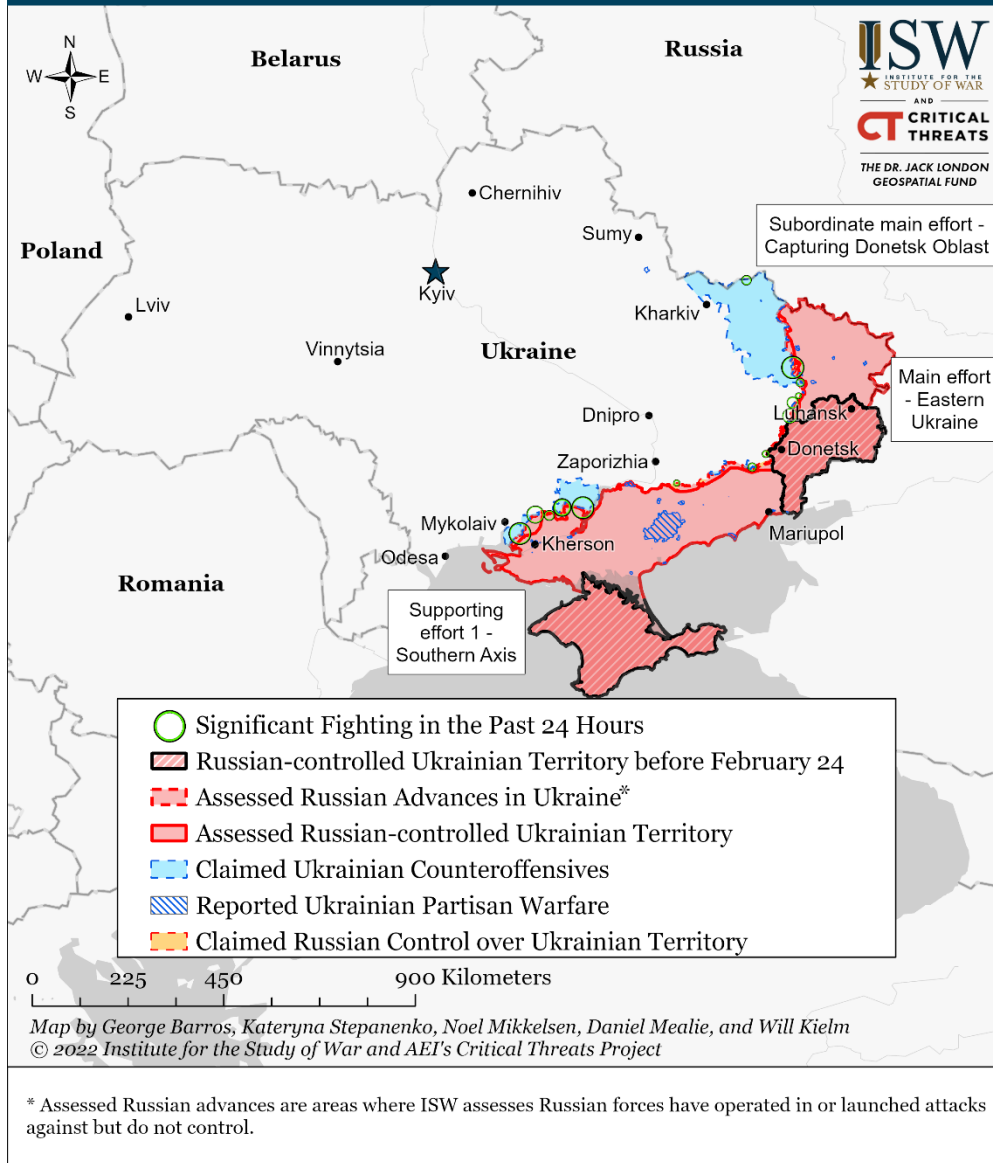 N
W E
S
Belarus
Russia
ISW
INSTITUTE FOR THE
STUDY OF WAR
AND
CT CRITICAL
THREATS
THE DR. JACK LONDON
GEOSPATIAL FUND
Chernihiv
Subordinate main effort -
Capturing Donetsk Oblast
Sumy
Poland
Kyiv
Lviv
Kharkiv
Vinnytsia
Ukraine
Main effort
- Eastern
Ukraine
Dnipro
Luhansk
Donetsk
Zaporizhia
Mykolaiv
Mariupol
Kherson
Odesa
Romania
Supporting
effort 1 -
Southern Axis
Significant Fighting in the Past 24 Hours
Russian-controlled Ukrainian Territory before February 24
Assessed Russian Advances in Ukraine*
Assessed Russian-controlled Ukrainian Territory
Claimed Ukrainian Counteroffensives
Reported Ukrainian Partisan Warfare
Claimed Russian Control over Ukrainian Territory
0 225 450 900 Kilometers
Map by George Barros, Kateryna Stepanenko, Noel Mikkelsen, Daniel Mealie, and Will Kielm
© 2022 Institute for the Study of War and AEI's Critical Threats Project
* Assessed Russian advances are areas where ISW assesses Russian forces have operated in or launched attacks
against but do not control.